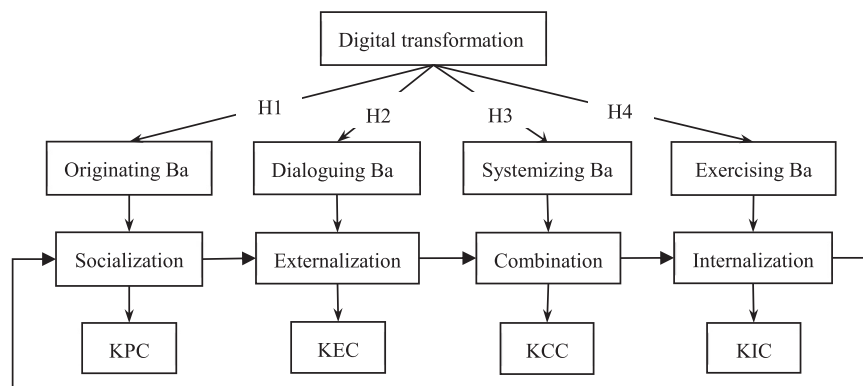 Digital transformation
H1
H2
H3
H4
Originating Ba
Dialoguing Ba
Systemizing Ba
Exercising Ba
Socialization
Externalization
Combination
Internalization
KPC
KEC
KCC
KIC